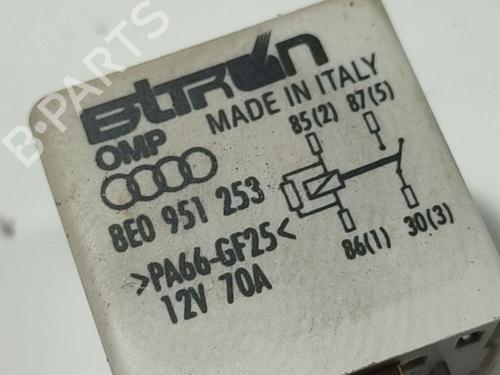 BITRON
MADE IN ITALY
OMP
8E0 951 253
>PA66-GF25<
12V 70A
85(2)
87(5)
86(1)
30(3)
B-PARTS